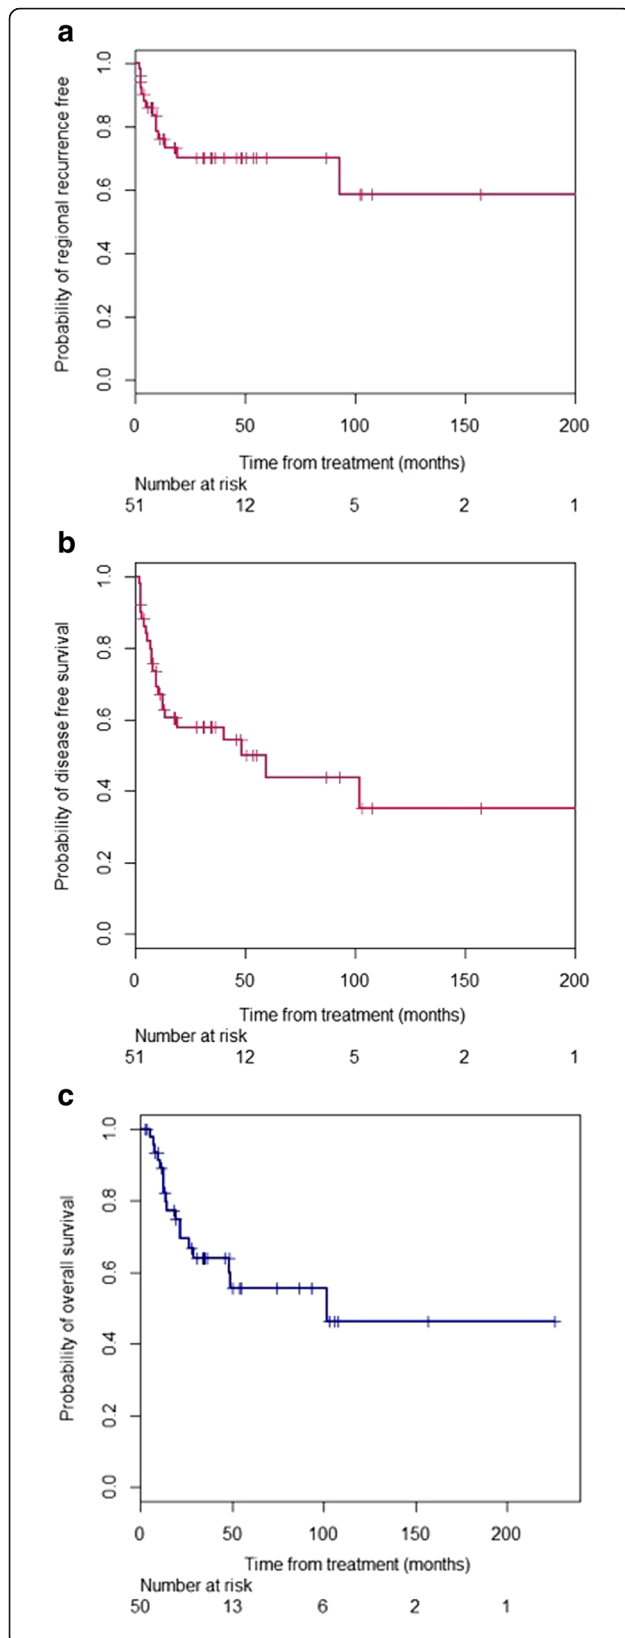 a
1.0
0.8
0.6
0.4
0.2
0.0
Probability of regional recurrence free
0 50 100 150 200
Time from treatment (months)
Number at risk
51 12 5 2 1
b
1.0
0.8
0.6
0.4
0.2
0.0
Probability of disease free survival
0 50 100 150 200
Time from treatment (months)
Number at risk
51 12 5 2 1
c
1.0
0.8
0.6
0.4
0.2
0.0
Probability of overall survival
0 50 100 150 200
Time from treatment (months)
Number at risk
50 13 6 2 1